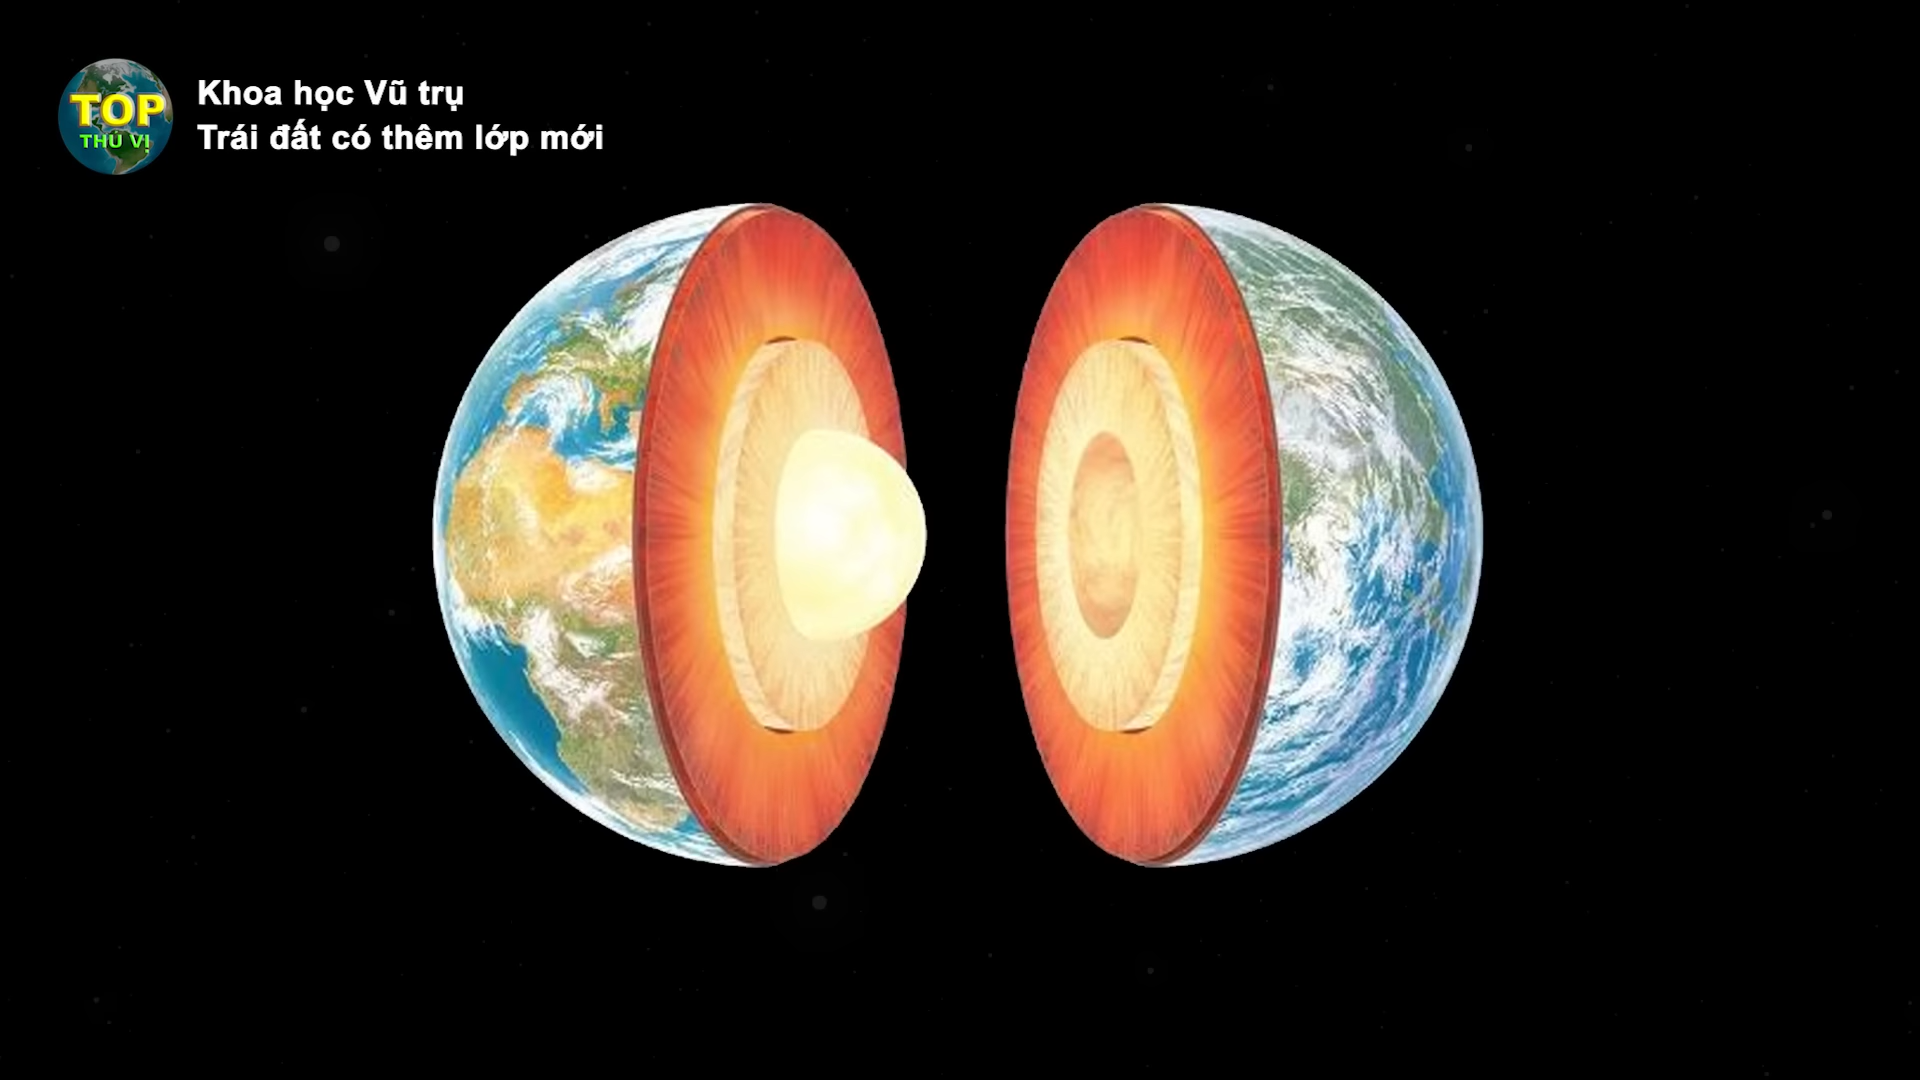 TOP
THÚ VỊ
Khoa học Vũ trụ
Trái đất có thêm lớp mới